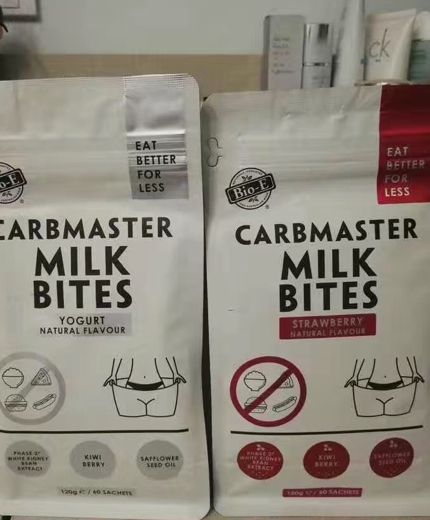 EAT
BETTER
FOR
LESS
Bio-E
CARBMASTER
MILK
BITES
YOGURT
NATURAL FLAVOUR
PHASE 2
WHITE KIDNEY
BEAN
EXTRACT
KIWI
BERRY
SAFFLOWER
SEED OIL
120g / 60 SACHETS
EAT
BETTER
FOR
LESS
Bio-E
CARBMASTER
MILK
BITES
STRAWBERRY
NATURAL FLAVOUR
PHASE 2
WHITE KIDNEY
BEAN
EXTRACT
KIWI
BERRY
SAFFLOWER
SEED OIL
/ 60 SACHETS
ck